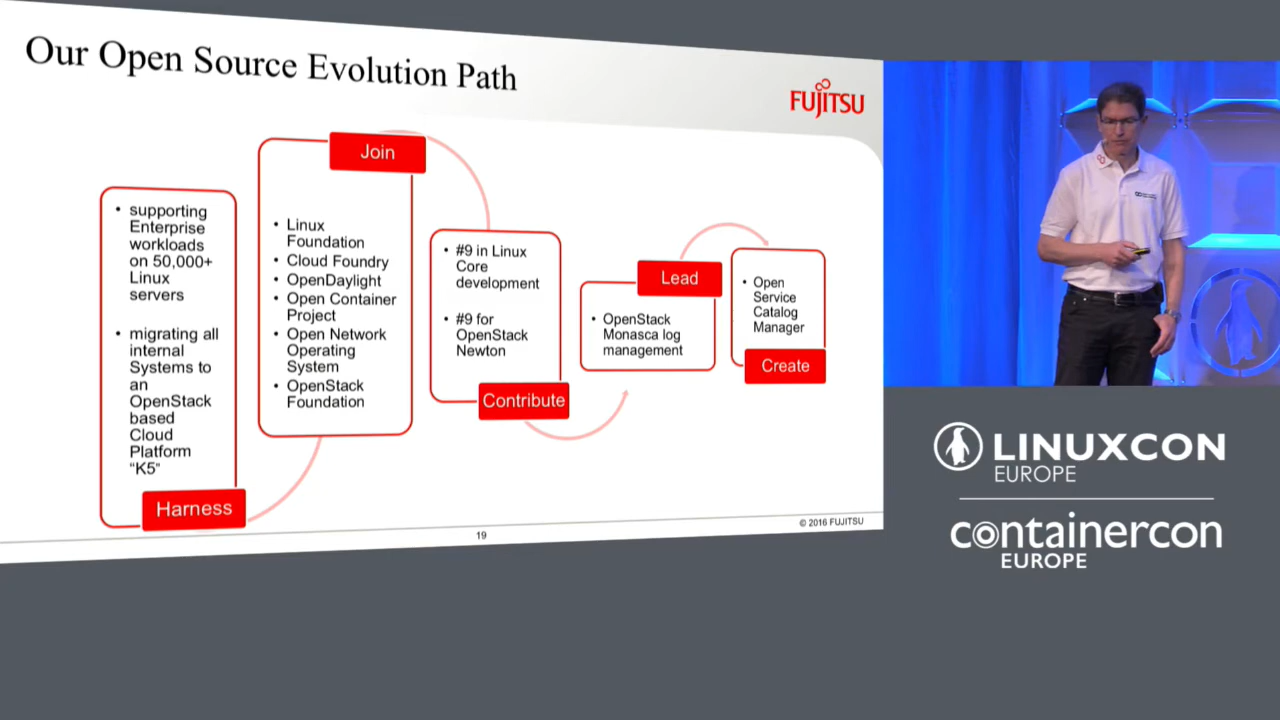 Our Open Source Evolution Path
FUJITSU
• supporting
Enterprise
workloads
on 50,000+
Linux
servers
• migrating all
internal
Systems to
an
OpenStack
based
Cloud
Platform
"K5"
Harness
Join
• Linux
Foundation
• Cloud Foundry
• OpenDaylight
• Open Container
Project
• Open Network
Operating
System
• OpenStack
Foundation
• #9 in Linux
Core
development
• #9 for
OpenStack
Newton
Contribute
Lead
• OpenStack
Monasca log
management
• Open
Service
Catalog
Manager
Create
19
© 2016 FUJITSU
LINUXCON
EUROPE
containercon
EUROPE